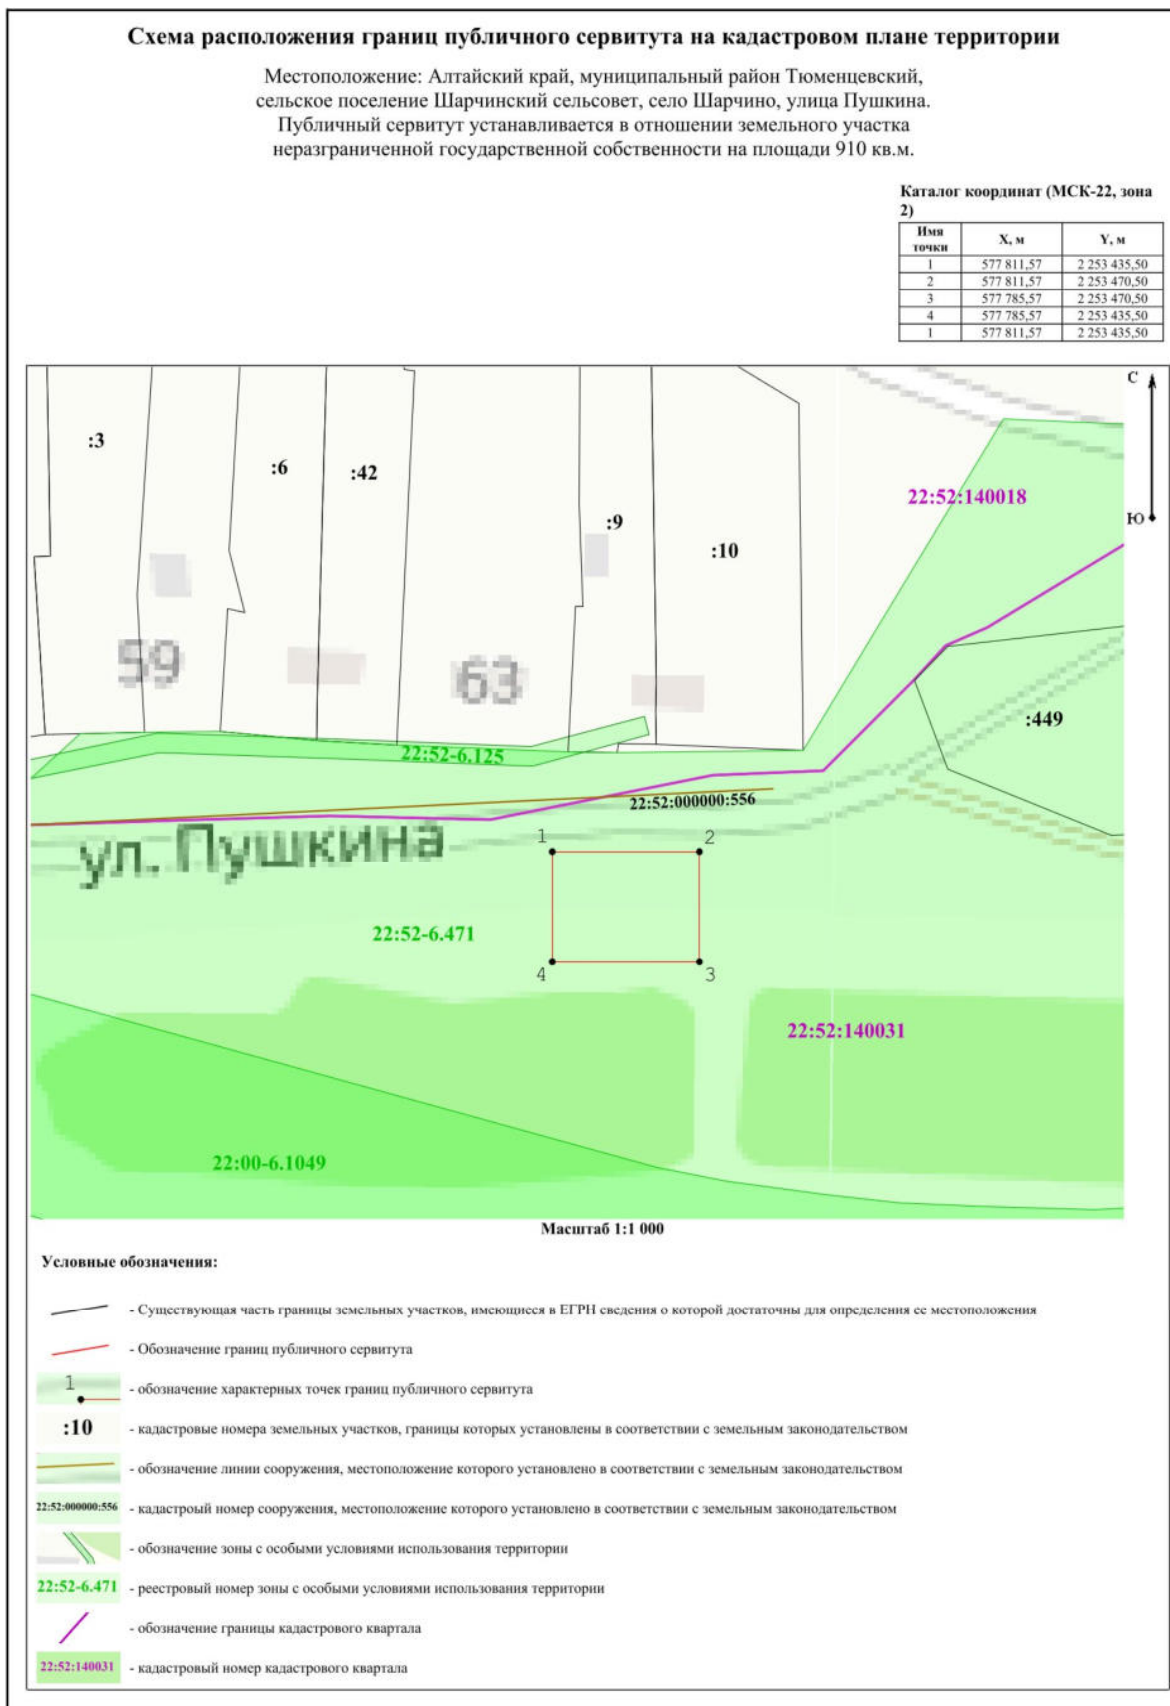 Схема расположения границ публичного сервитута на кадастровом плане территории
Местоположение: Алтайский край, муниципальный район Тюменцевский,
сельское поселение Шарчинский сельсовет, село Шарчино, улица Пушкина.
Публичный сервитут устанавливается в отношении земельного участка
неразграниченной государственной собственности на площади 910 кв.м.
Каталог координат (МСК-22, зона
2)
Имя точки X, м Y, м
1 577 811,57 2 253 435,50
2 577 811,57 2 253 470,50
3 577 785,57 2 253 470,50
4 577 785,57 2 253 435,50
1 577 811,57 2 253 435,50
С
:3
:6
:42
22:52:140018
Ю
:9
:10
59
63
:449
22:52-6.125
22:52:000000:556
ул. Пушкина
1
2
22:52-6.471
4
3
22:52:140031
22:00-6.1049
Масштаб 1:1 000
Условные обозначения:
- Существующая часть границы земельных участков, имеющиеся в ЕГРН сведения о которой достаточны для определения ее местоположения
- Обозначение границ публичного сервитута
1 - обозначение характерных точек границ публичного сервитута
:10 - кадастровые номера земельных участков, границы которых установлены в соответствии с земельным законодательством
- обозначение линии сооружения, местоположение которого установлено в соответствии с земельным законодательством
22:52:000000:556 - кадастроый номер сооружения, местоположение которого установлено в соответствии с земельным законодательством
- обозначение зоны с особыми условиями использования территории
22:52-6.471 - реестровый номер зоны с особыми условиями использования территории
- обозначение границы кадастрового квартала
22:52:140031 - кадастровый номер кадастрового квартала